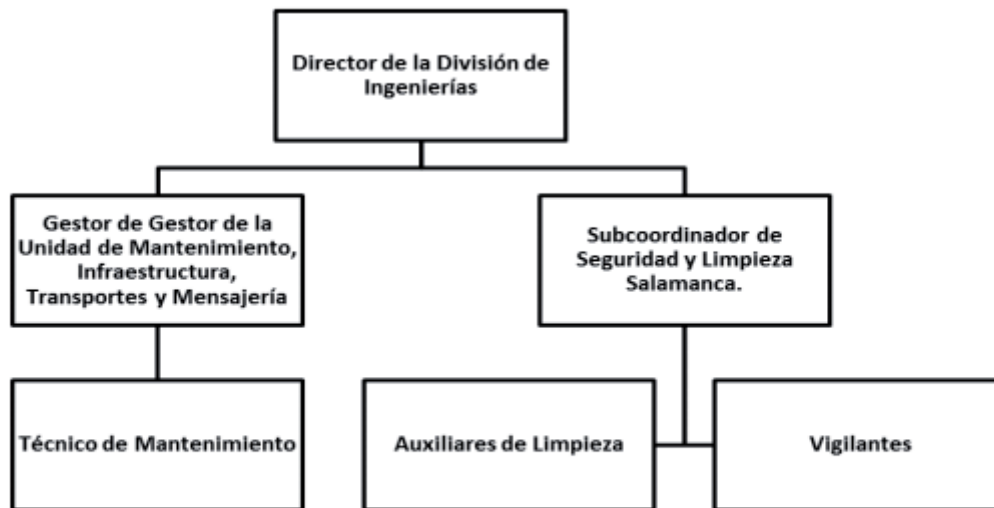 Director de la División de
Ingenierías
Gestor de Gestor de la
Unidad de Mantenimiento,
Infraestructura,
Transportes y Mensajería
Subcoordinador de
Seguridad y Limpieza
Salamanca.
Técnico de Mantenimiento
Auxiliares de Limpieza
Vigilantes